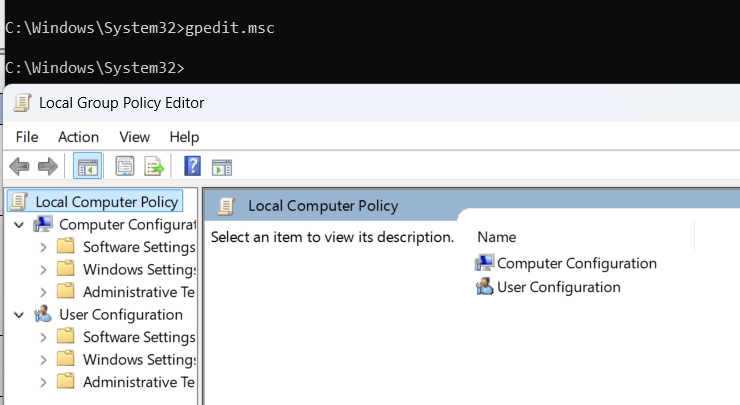 C:\Windows\System32>gpedit.msc
C:\Windows\System32>
Local Group Policy Editor
File Action View Help
Local Computer Policy
Computer Configurat
Software Settings
Windows Setting
Administrative Te
User Configuration
Software Settings
Windows Setting
Administrative Te
Local Computer Policy
Select an item to view its description.
Name
Computer Configuration
User Configuration